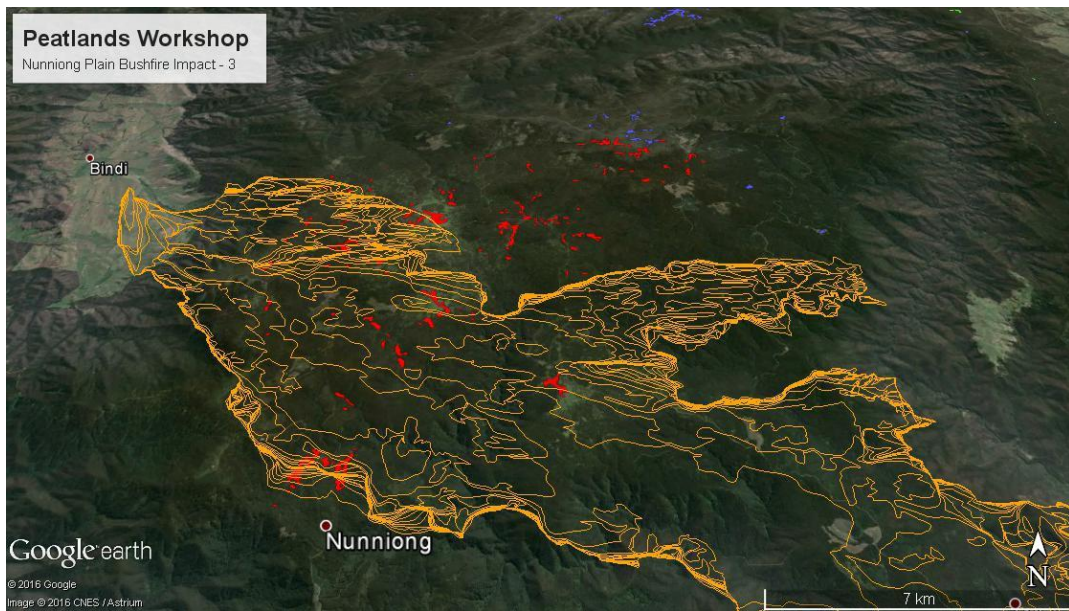 Peatlands Workshop
Nunniong Plain Bushfire Impact - 3
Bindi
Nunniong
Google earth
© 2016 Google
Image © 2016 CNES / Astrium
N
7 km